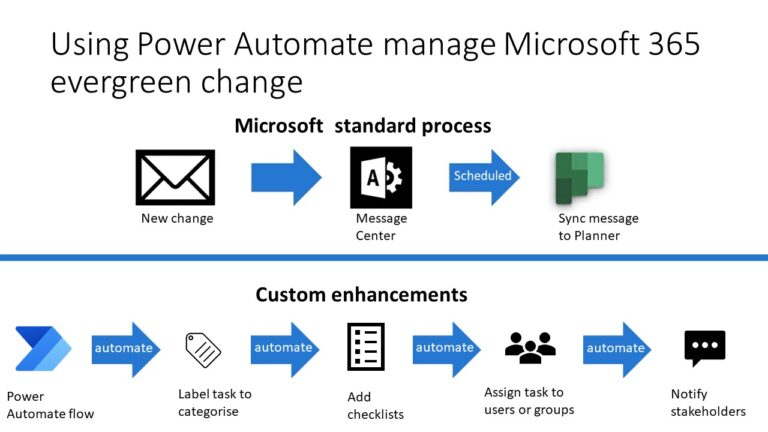 Using Power Automate manage Microsoft 365
evergreen change
Microsoft standard process
Scheduled
New change
Message
Center
Sync message
to Planner
Custom enhancements
automate
automate
automate
automate
Power
Automate flow
Label task to
categorise
Add
checklists
Assign task to
users or groups
Notify
stakeholders